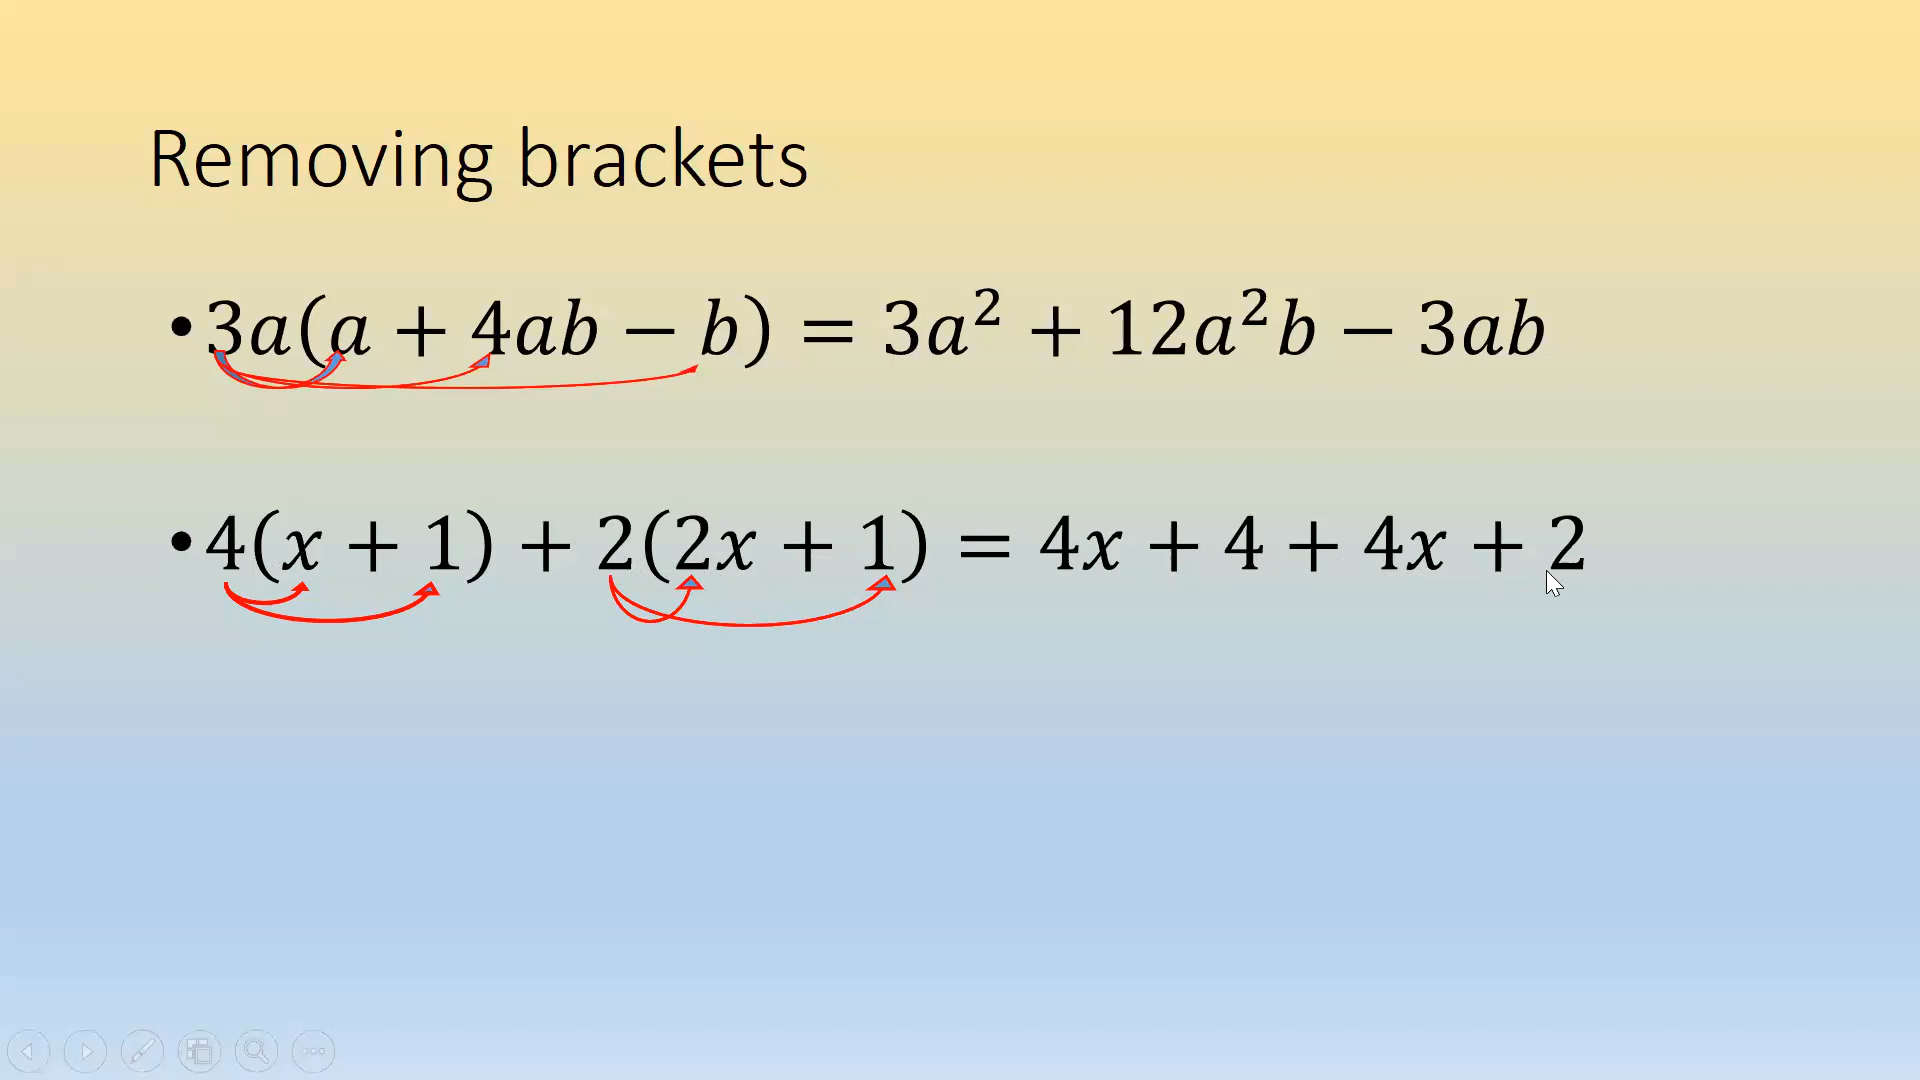 Removing brackets
• 3a(a + 4ab − b) = 3a² + 12a²b − 3ab
• 4(x + 1) + 2(2x + 1) = 4x + 4 + 4x + 2